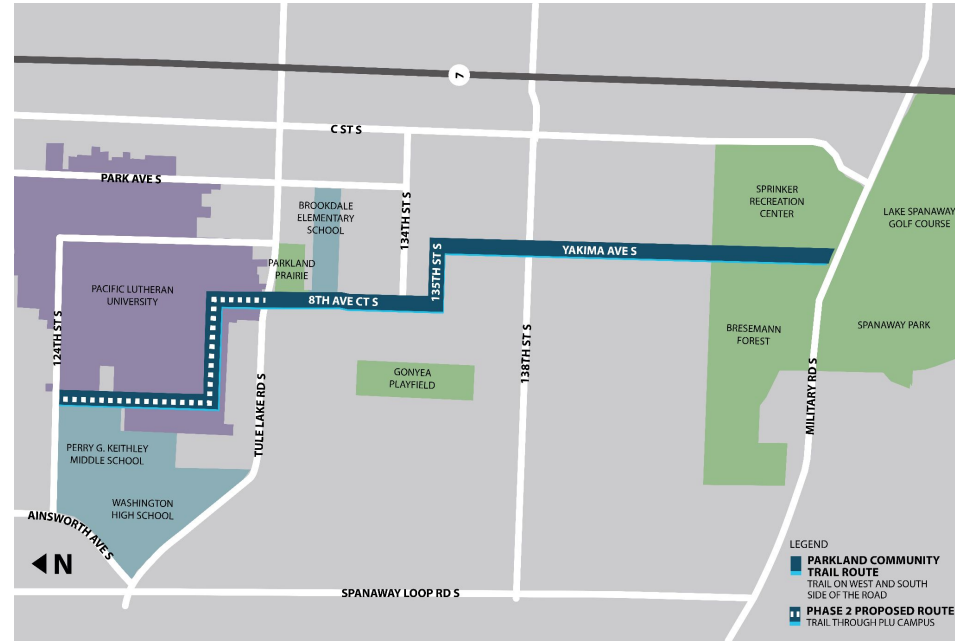 7
C ST S
PARK AVE S
BROOKDALE
ELEMENTARY
SCHOOL
134TH ST S
SPRINKER
RECREATION
CENTER
LAKE SPANAWAY
GOLF COURSE
135TH ST S
YAKIMA AVE S
PARKLAND
PRAIRIE
PACIFIC LUTHERAN
UNIVERSITY
8TH AVE CT S
124TH ST S
138TH ST S
BRESEMANN
FOREST
SPANAWAY PARK
GONYEA
PLAYFIELD
TULE LAKE RD S
MILITARY RD S
PERRY G. KEITHLEY
MIDDLE SCHOOL
WASHINGTON
HIGH SCHOOL
AINSWORTH AVE S
N
SPANAWAY LOOP RD S
LEGEND
PARKLAND COMMUNITY
TRAIL ROUTE
TRAIL ON WEST AND SOUTH
SIDE OF THE ROAD
PHASE 2 PROPOSED ROUTE
TRAIL THROUGH PLU CAMPUS